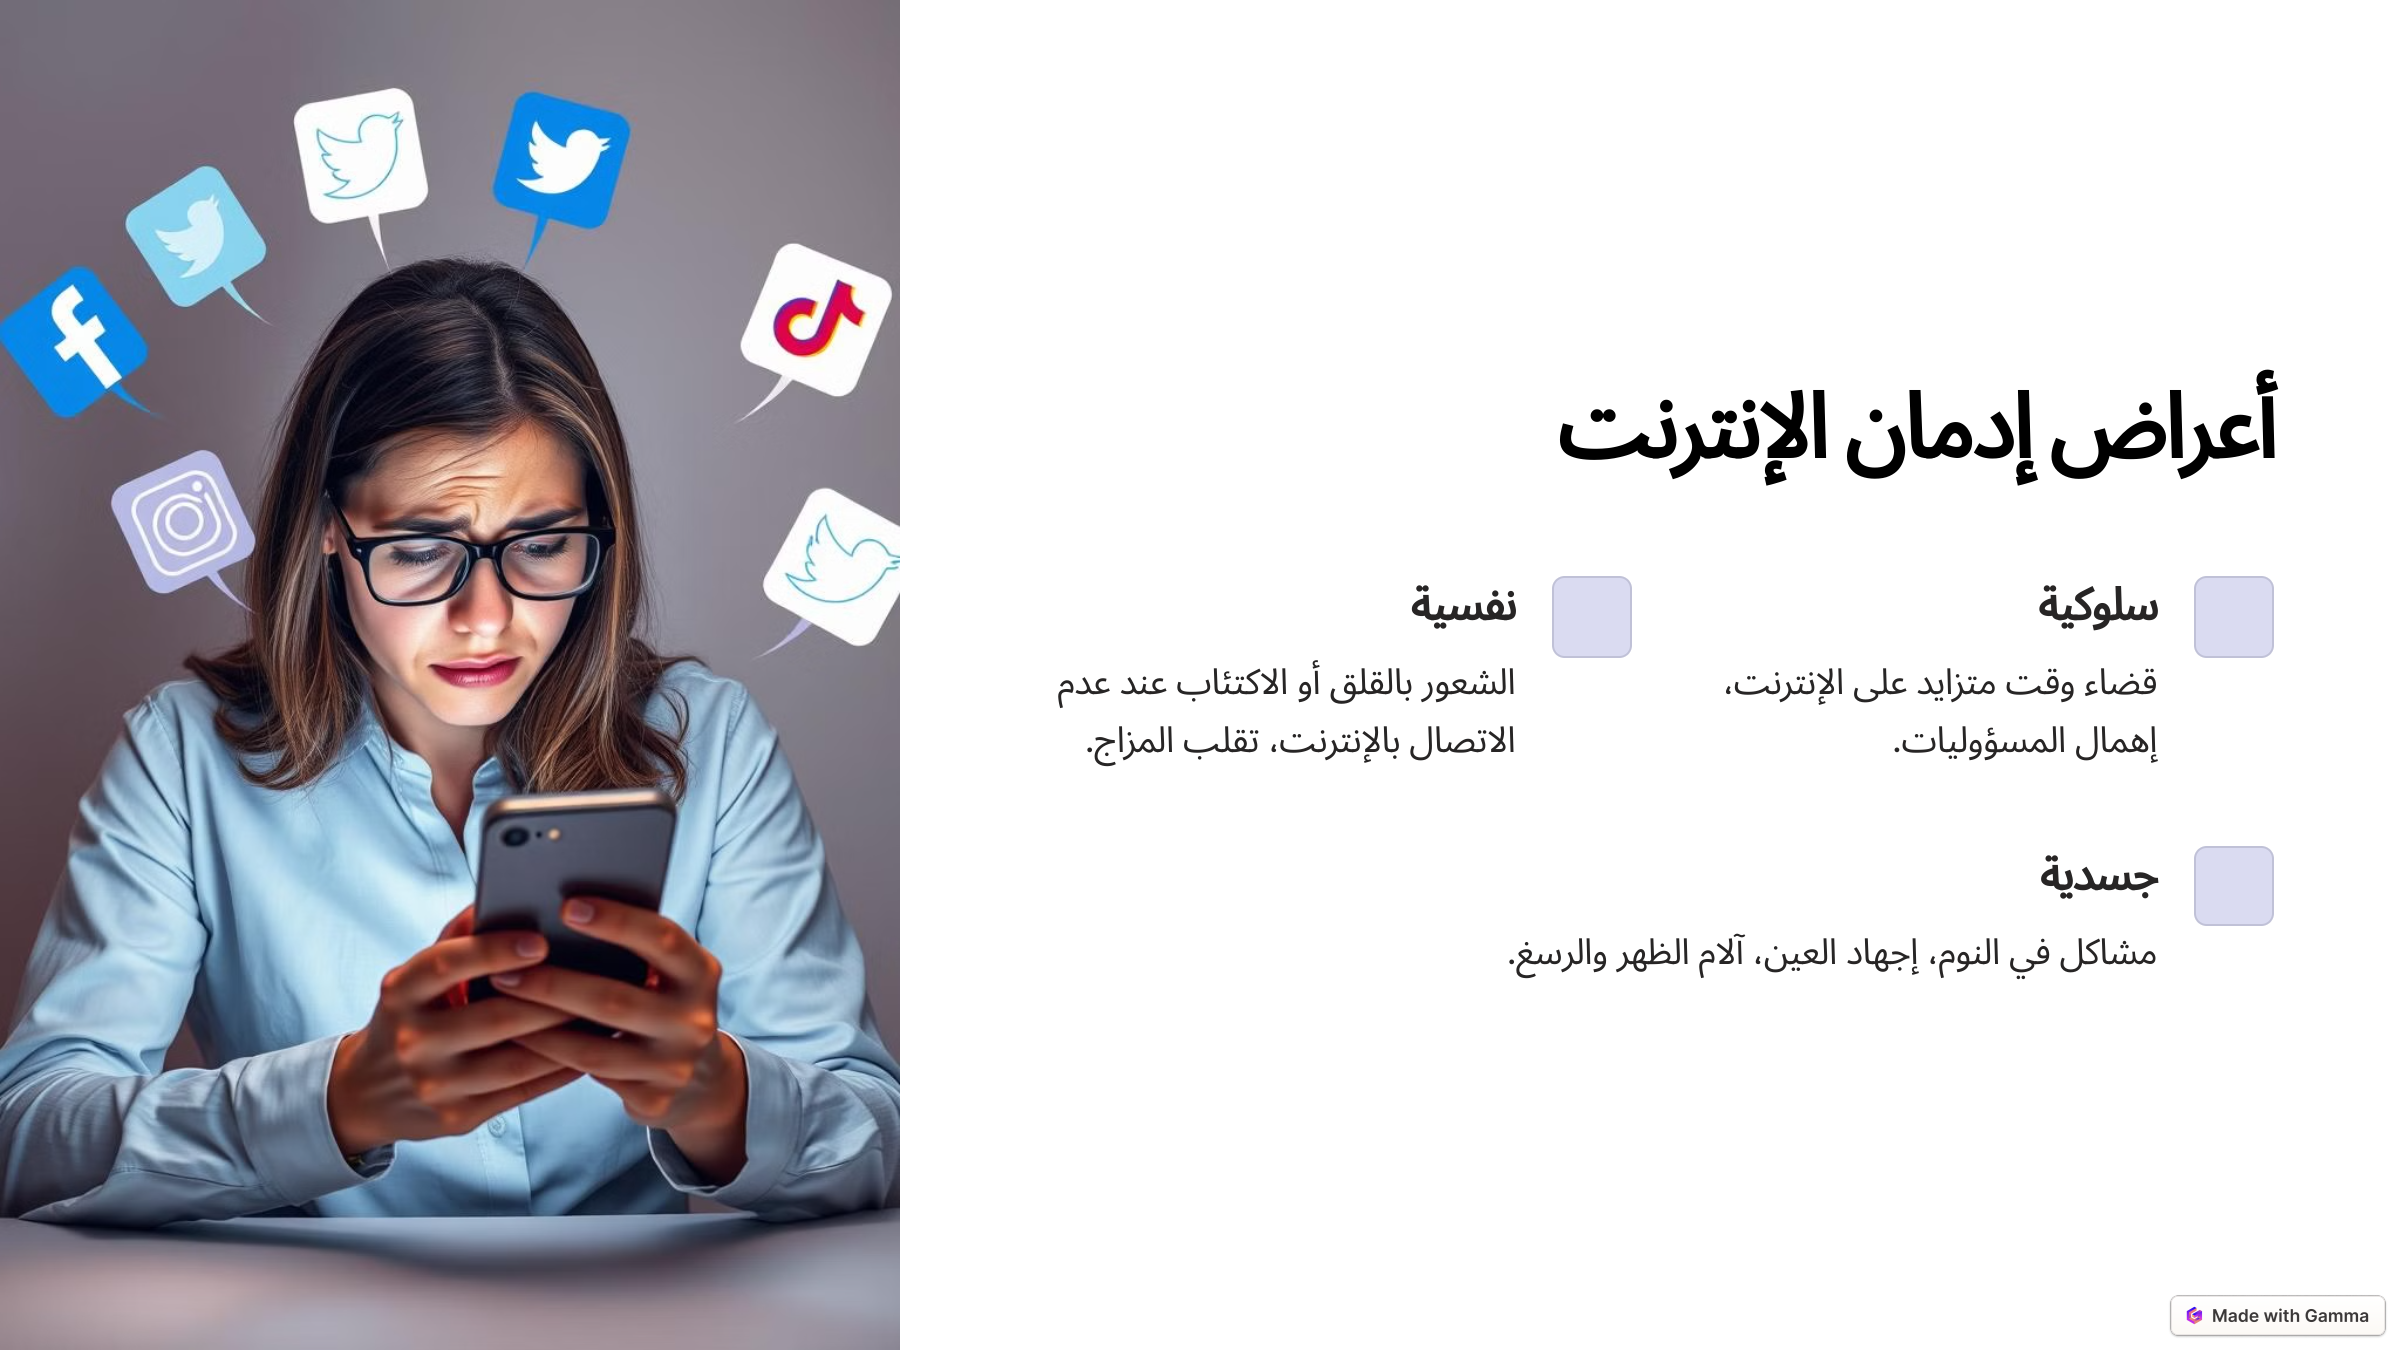 أعراض إدمان الإنترنت
سلوكية
قضاء وقت متزايد على الإنترنت،
إهمال المسؤوليات.
نفسية
الشعور بالقلق أو الاكتئاب عند عدم
الاتصال بالإنترنت، تقلب المزاج.
جسدية
مشاكل في النوم، إجهاد العين، آلام الظهر والرسغ.
Made with Gamma